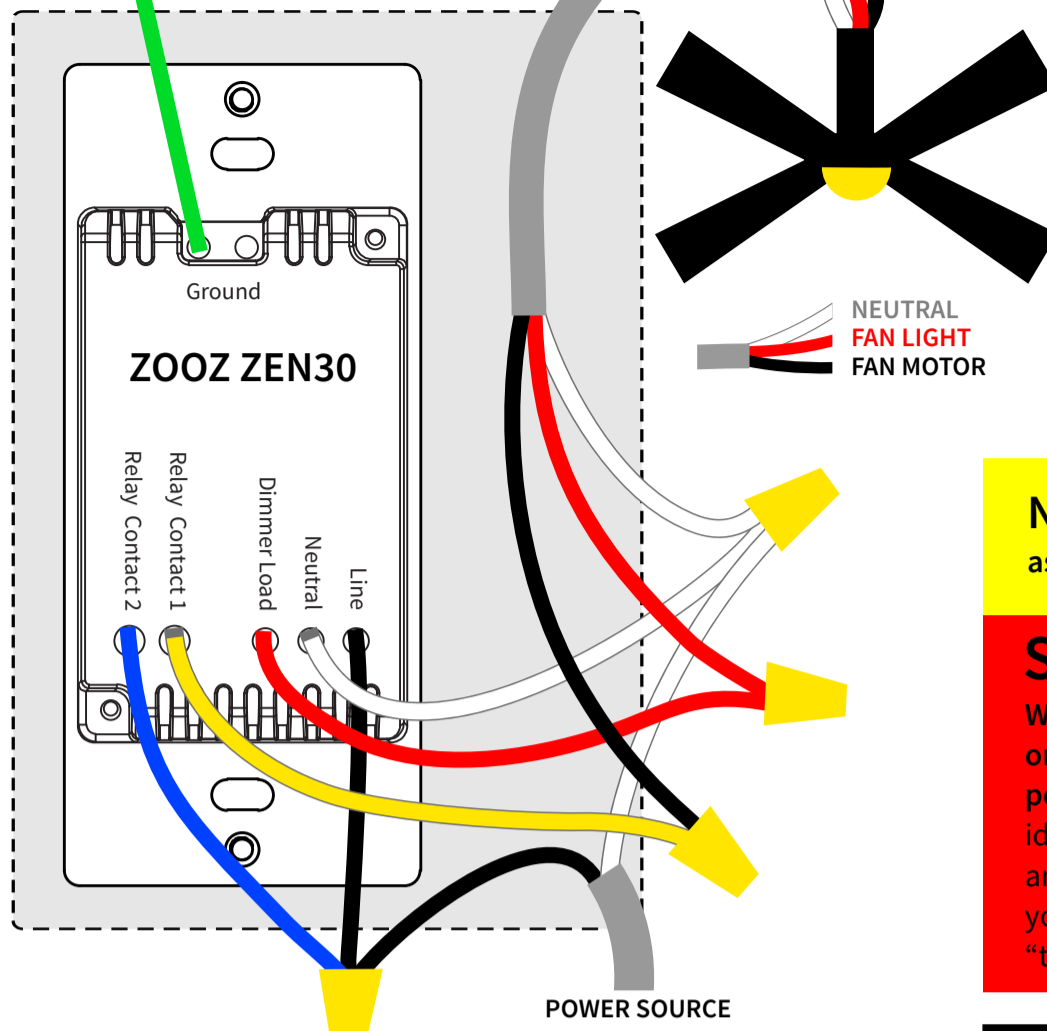 Ground
ZOOZ ZEN30
Relay Contact 2
Relay Contact 1
Dimmer Load
Neutral
Line
NEUTRAL
FAN LIGHT
FAN MOTOR
POWER SOURCE